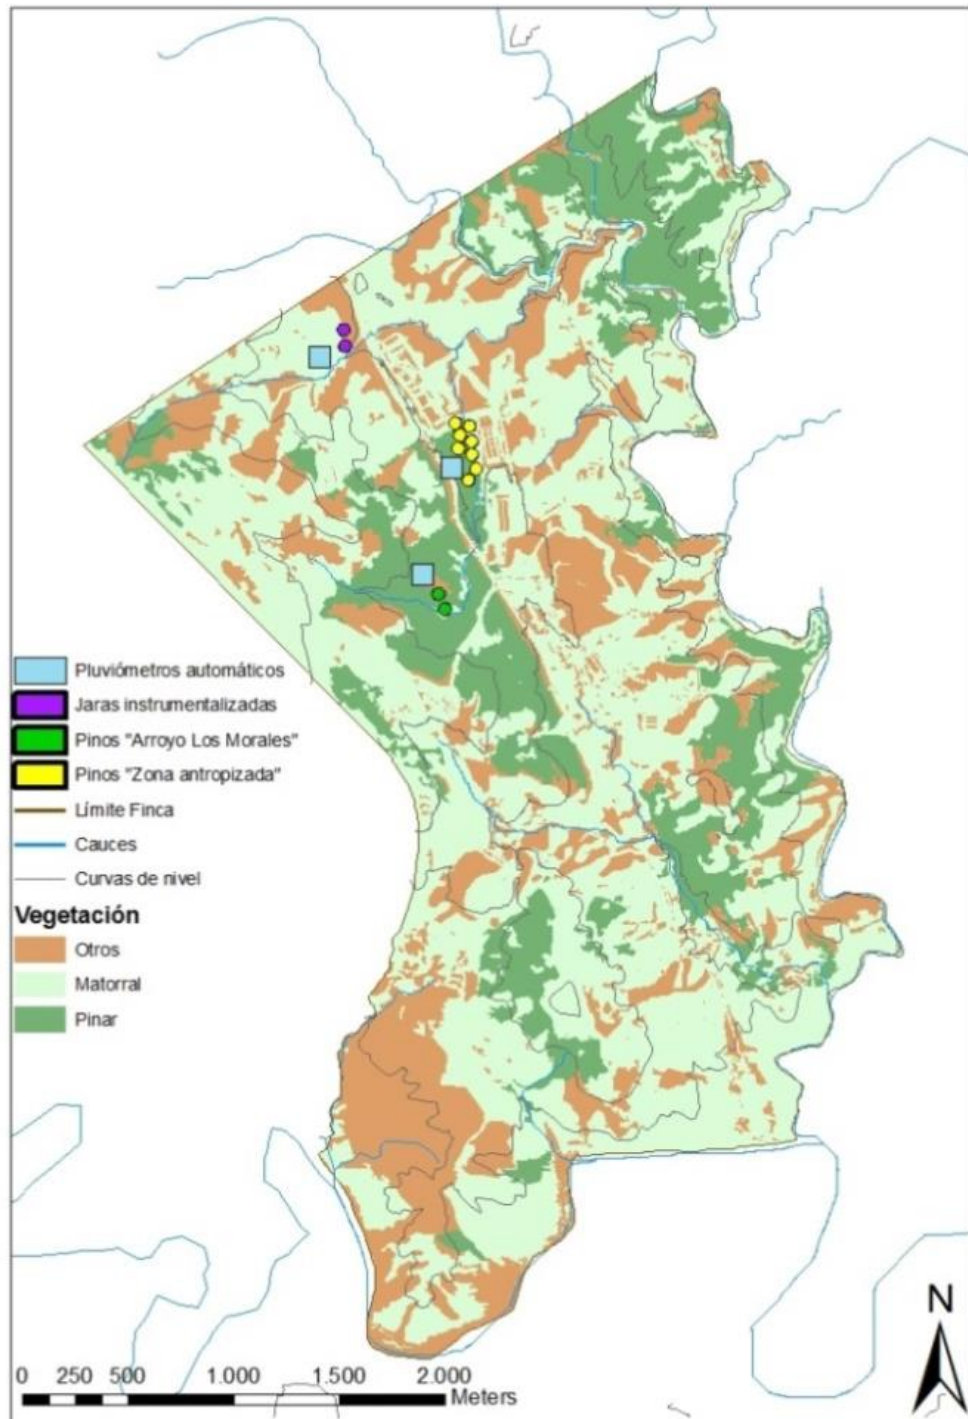 Pluviómetros automáticos
Jaras instrumentalizadas
Pinos "Arroyo Los Morales"
Pinos "Zona antropizada"
Límite Finca
Cauces
Curvas de nivel
Vegetación
Otros
Matorral
Pinar
N
0 250 500 1.000 1.500 2.000
Meters